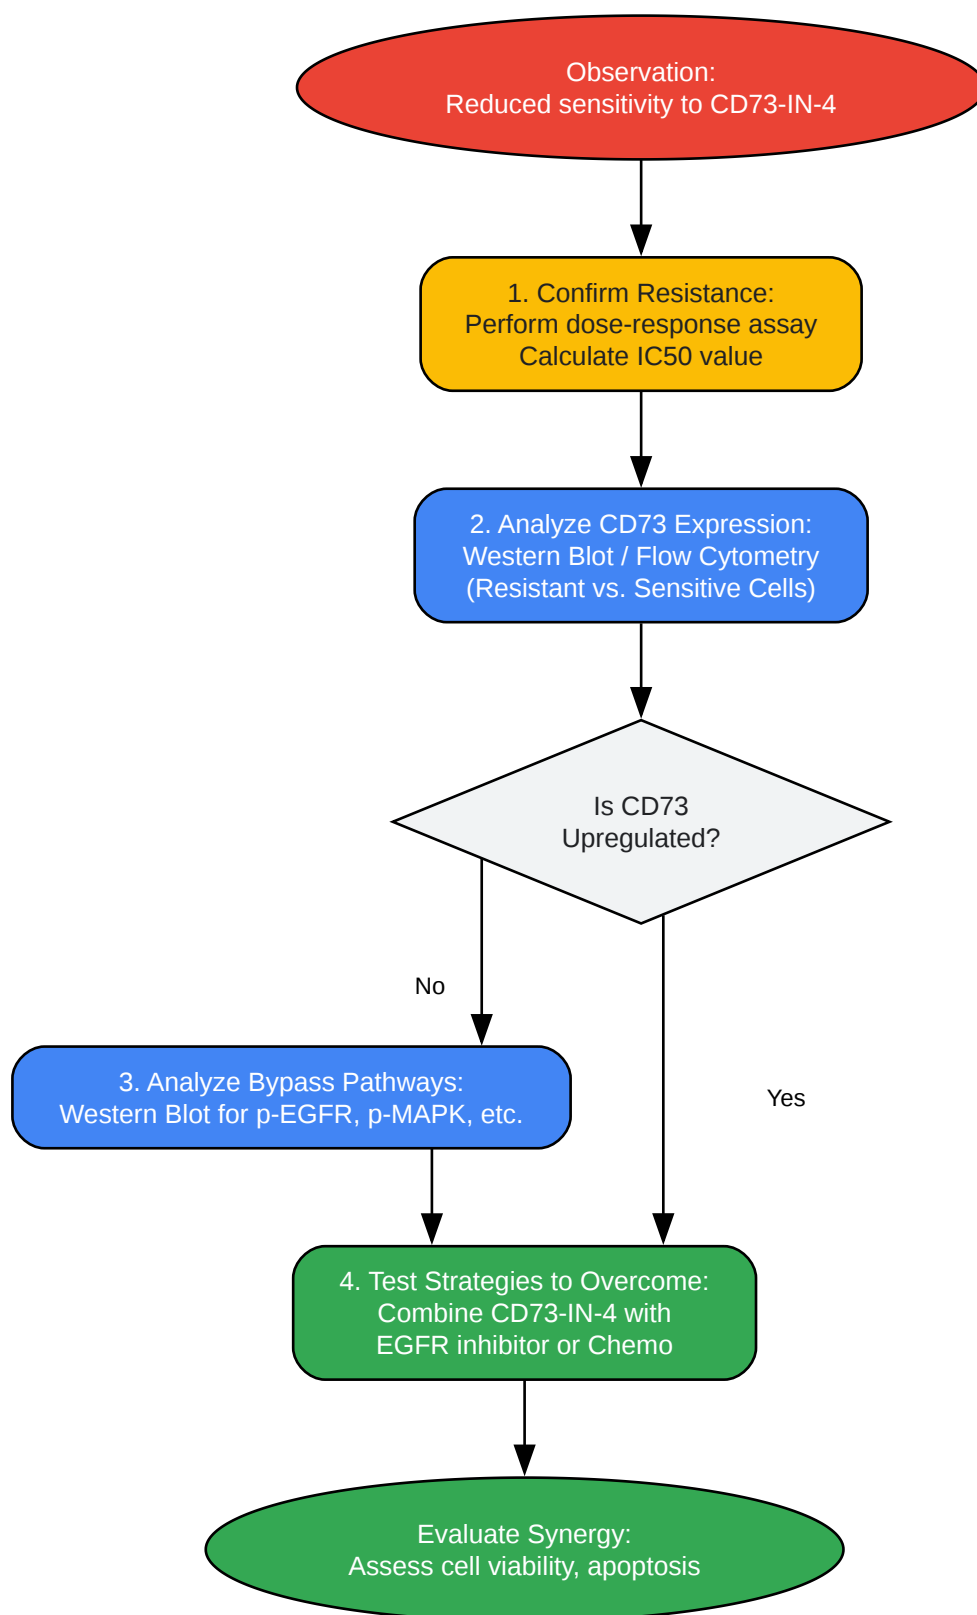 Observation:
Reduced sensitivity to CD73-IN-4
1. Confirm Resistance:
Perform dose-response assay
Calculate IC50 value
2. Analyze CD73 Expression:
Western Blot / Flow Cytometry
(Resistant vs. Sensitive Cells)
Is CD73
Upregulated?
No
3. Analyze Bypass Pathways:
Western Blot for p-EGFR, p-MAPK, etc.
Yes
4. Test Strategies to Overcome:
Combine CD73-IN-4 with
EGFR inhibitor or Chemo
Evaluate Synergy:
Assess cell viability, apoptosis